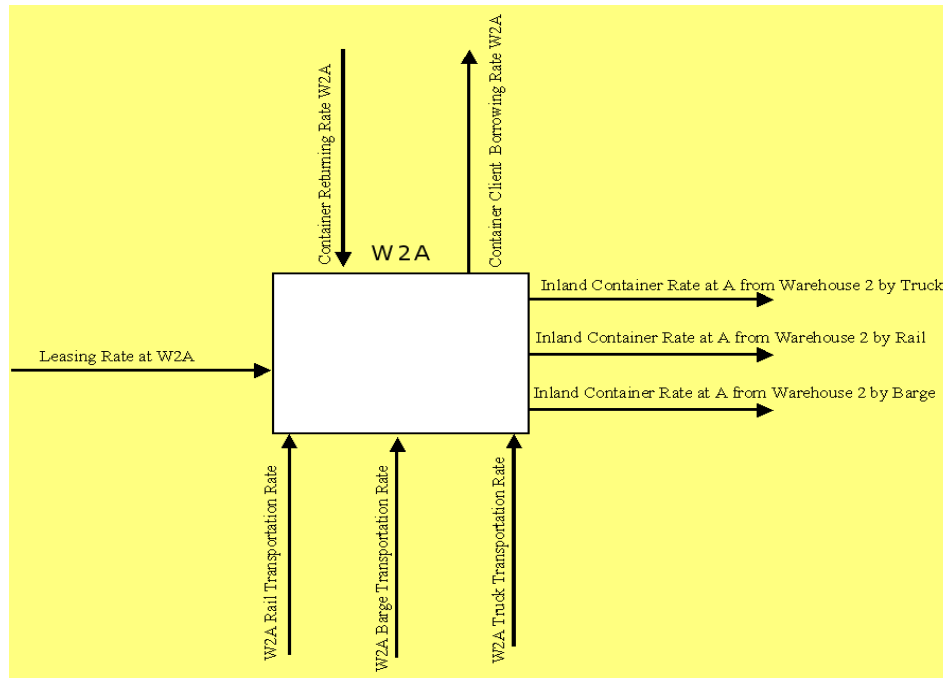 Container Returning Rate W2A
Container Client Borrowing Rate W2A
W2A
Inland Container Rate at A from Warehouse 2 by Truck
Inland Container Rate at A from Warehouse 2 by Rail
Leasing Rate at W2A
Inland Container Rate at A from Warehouse 2 by Barge
W2A Rail Transportation Rate
W2A Barge Transportation Rate
W2A Truck Transportation Rate